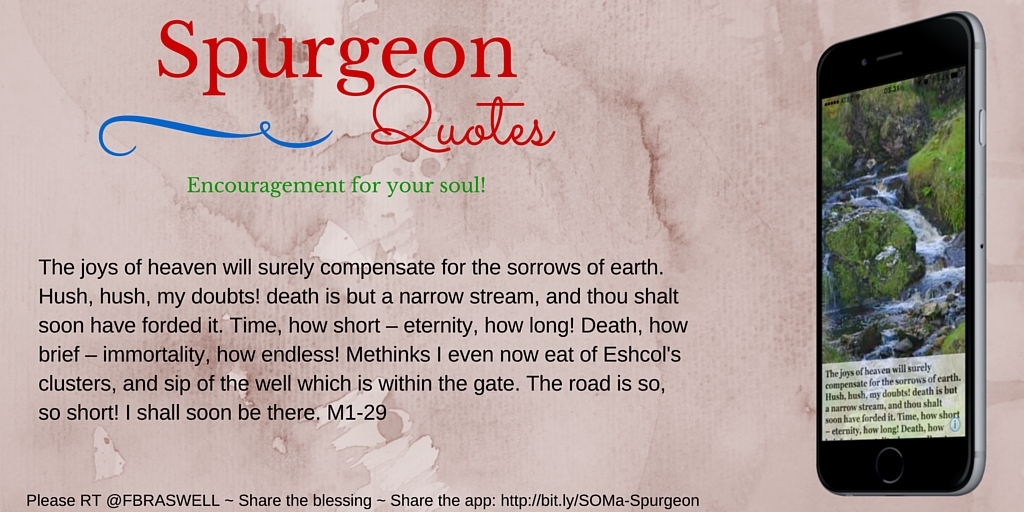 Spurgeon
Quotes
Encouragement for your soul!
The joys of heaven will surely compensate for the sorrows of earth.
Hush, hush, my doubts! death is but a narrow stream, and thou shalt
soon have forded it. Time, how short – eternity, how long! Death, how
brief – immortality, how endless! Methinks I even now eat of Eshcol's
clusters, and sip of the well which is within the gate. The road is so,
so short! I shall soon be there. M1-29
The joys of heaven will surely
compensate for the sorrows of earth.
Hush, hush, my doubts! death is but
a narrow stream, and thou shalt
soon have forded it. Time, how short
– eternity, how long! Death, how
Please RT @FBRASWELL ~ Share the blessing ~ Share the app: http://bit.ly/SOMa-Spurgeon